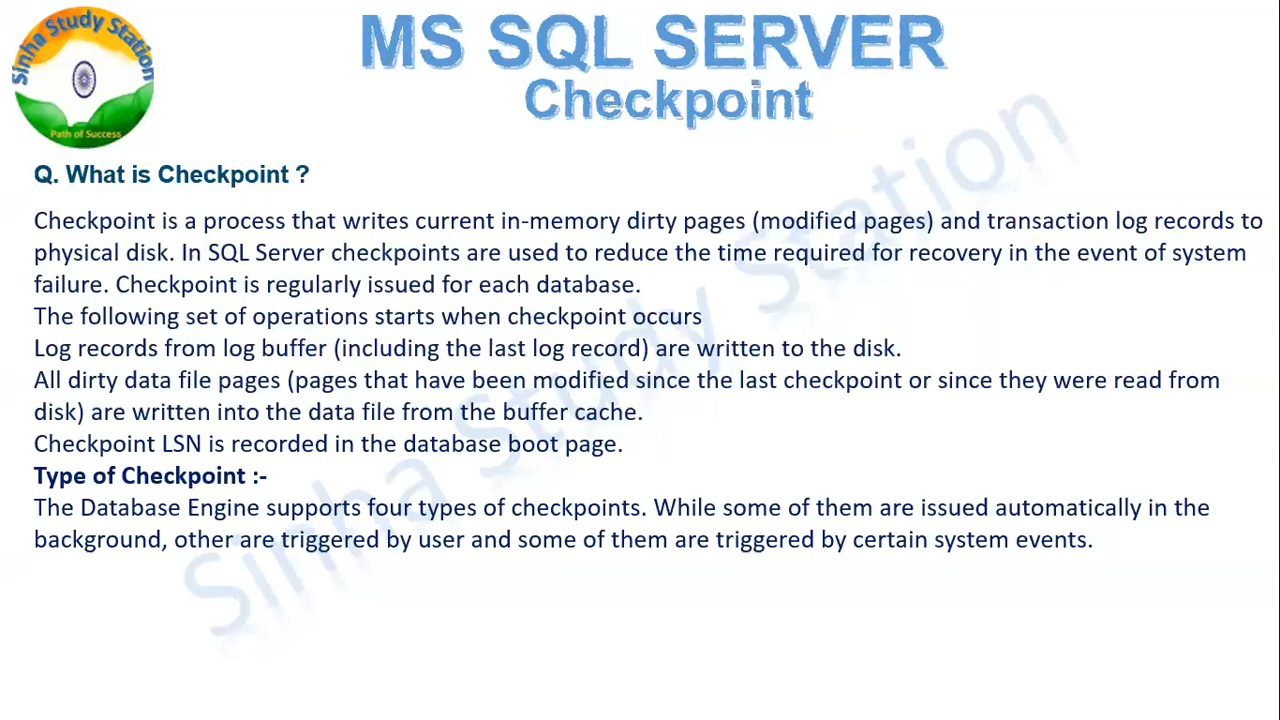 Sinha Study Station
Path of Success
MS SQL SERVER
Checkpoint
Q. What is Checkpoint ?
Checkpoint is a process that writes current in-memory dirty pages (modified pages) and transaction log records to
physical disk. In SQL Server checkpoints are used to reduce the time required for recovery in the event of system
failure. Checkpoint is regularly issued for each database.
The following set of operations starts when checkpoint occurs
Log records from log buffer (including the last log record) are written to the disk.
All dirty data file pages (pages that have been modified since the last checkpoint or since they were read from
disk) are written into the data file from the buffer cache.
Checkpoint LSN is recorded in the database boot page.
Type of Checkpoint :-
The Database Engine supports four types of checkpoints. While some of them are issued automatically in the
background, other are triggered by user and some of them are triggered by certain system events.
Sinha Study Station